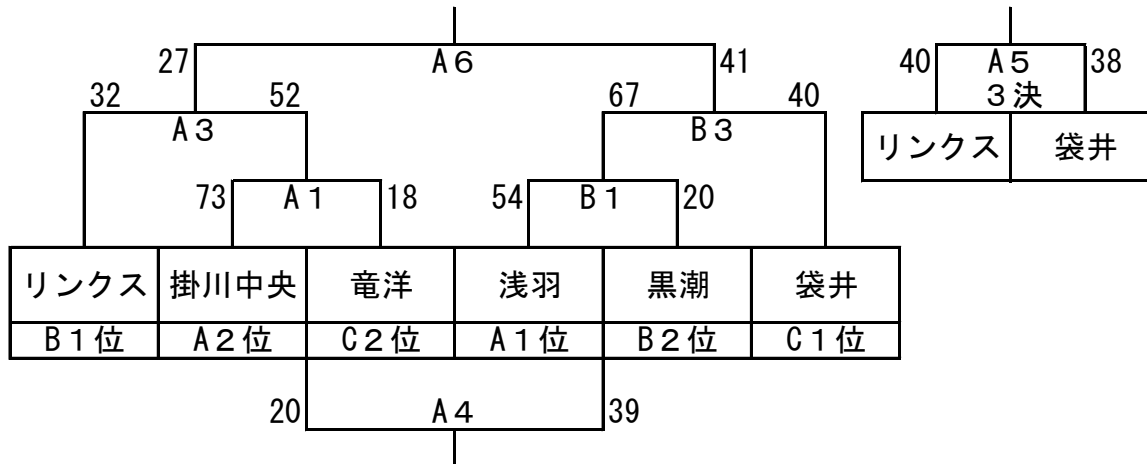 27 A6 41
40 A5 38
3決
32 52
A3
67 40
B3
リンクス 袋井
73 A1 18
54 B1 20
リンクス 掛川中央 竜洋 浅羽 黒潮 袋井
B1位 A2位 C2位 A1位 B2位 C1位
20 A4 39